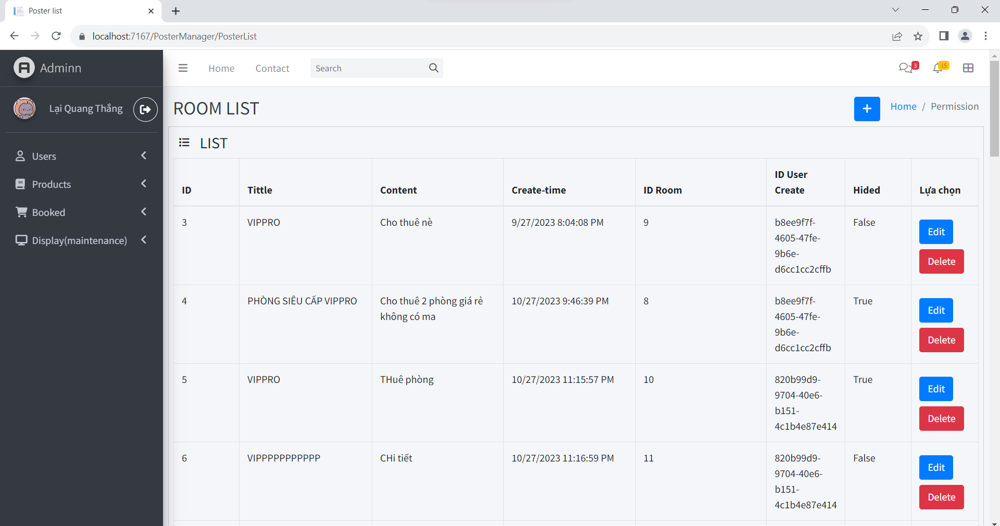 Poster list
localhost:7167/PosterManager/PosterList
Adminn
Home
Contact
Search
3
15
Lại Quang Thắng
ROOM LIST
+
Home / Permission
Users
Products
Booked
Display(maintenance)
LIST
ID
Tittle
Content
Create-time
ID Room
ID User
Create
Hided
Lựa chọn
3
VIPPRO
Cho thuê nè
9/27/2023 8:04:08 PM
9
b8ee9f7f-
4605-47fe-
9b6e-
d6cc1cc2cffb
False
Edit
Delete
4
PHÒNG SIÊU CẤP VIPPRO
Cho thuê 2 phòng giá rẻ
không có ma
10/27/2023 9:46:39 PM
8
b8ee9f7f-
4605-47fe-
9b6e-
d6cc1cc2cffb
True
Edit
Delete
5
VIPPRO
THuê phòng
10/27/2023 11:15:57 PM
10
820b99d9-
9704-40e6-
b151-
4c1b4e87e414
True
Edit
Delete
6
VIPPPPPPPPPPP
CHi tiết
10/27/2023 11:16:59 PM
11
820b99d9-
9704-40e6-
b151-
4c1b4e87e414
False
Edit
Delete